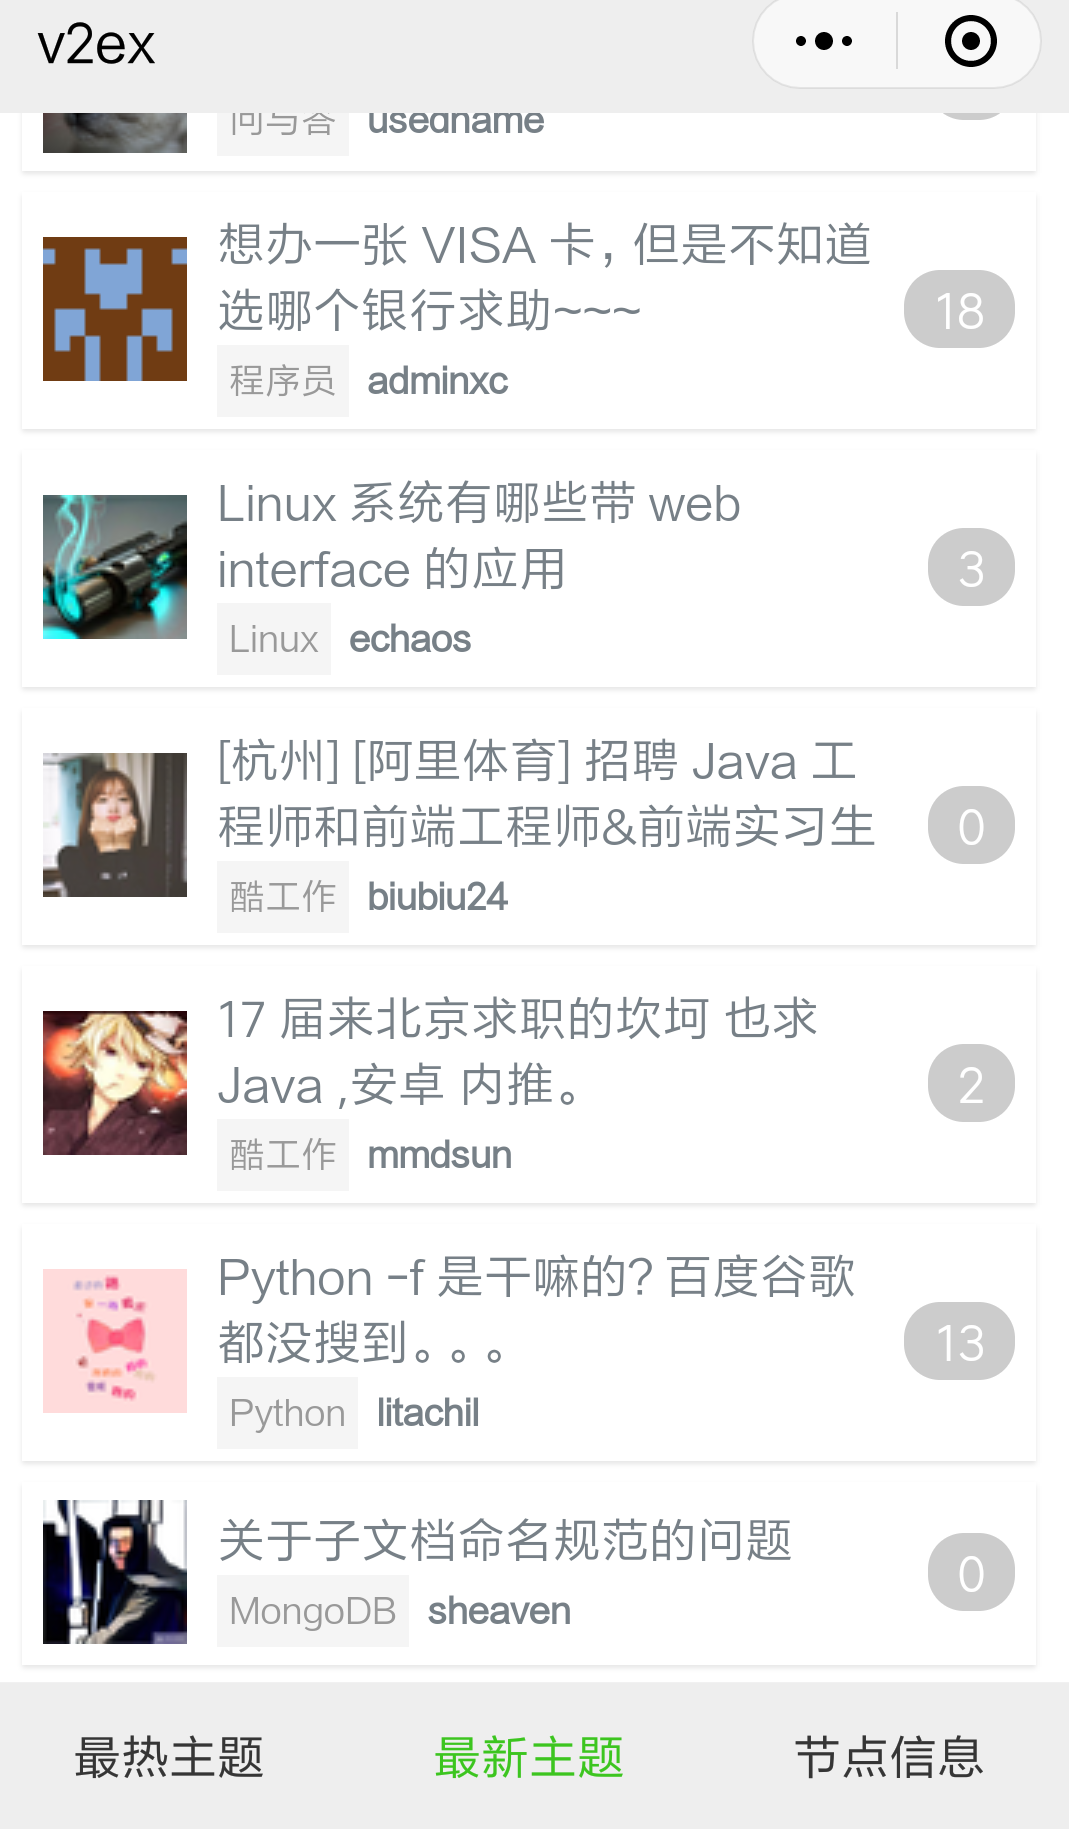 v2ex
问与答 usedname
想办一张 VISA 卡，但是不知道
选哪个银行求助~~~
18
程序员 adminxc
Linux 系统有哪些带 web
interface 的应用
3
Linux echaos
[杭州] [阿里体育] 招聘 Java 工
程师和前端工程师&前端实习生
0
酷工作 biubiu24
17 届来北京求职的坎坷 也求
Java ,安卓 内推。
2
酷工作 mmdsun
Python -f 是干嘛的？百度谷歌
都没搜到。。。
13
Python litachil
关于子文档命名规范的问题
0
MongoDB sheaven
最热主题 最新主题 节点信息